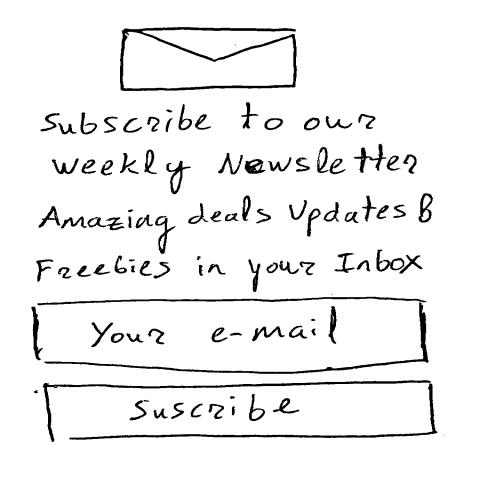 Subscribe to our
weekly Newsletter
Amazing deals Updates B
Freebies in your Inbox
Your e-mail
suscribe